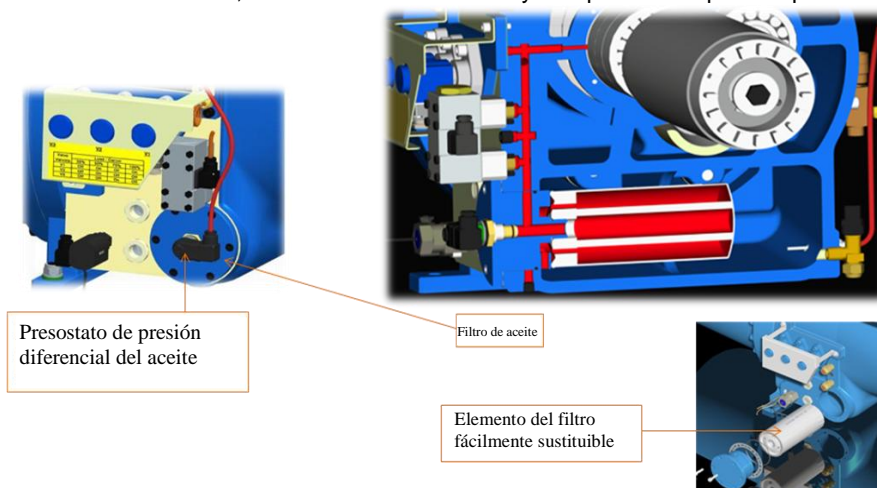 Presostato de presión
diferencial del aceite
Filtro de aceite
Elemento del filtro
fácilmente sustituible